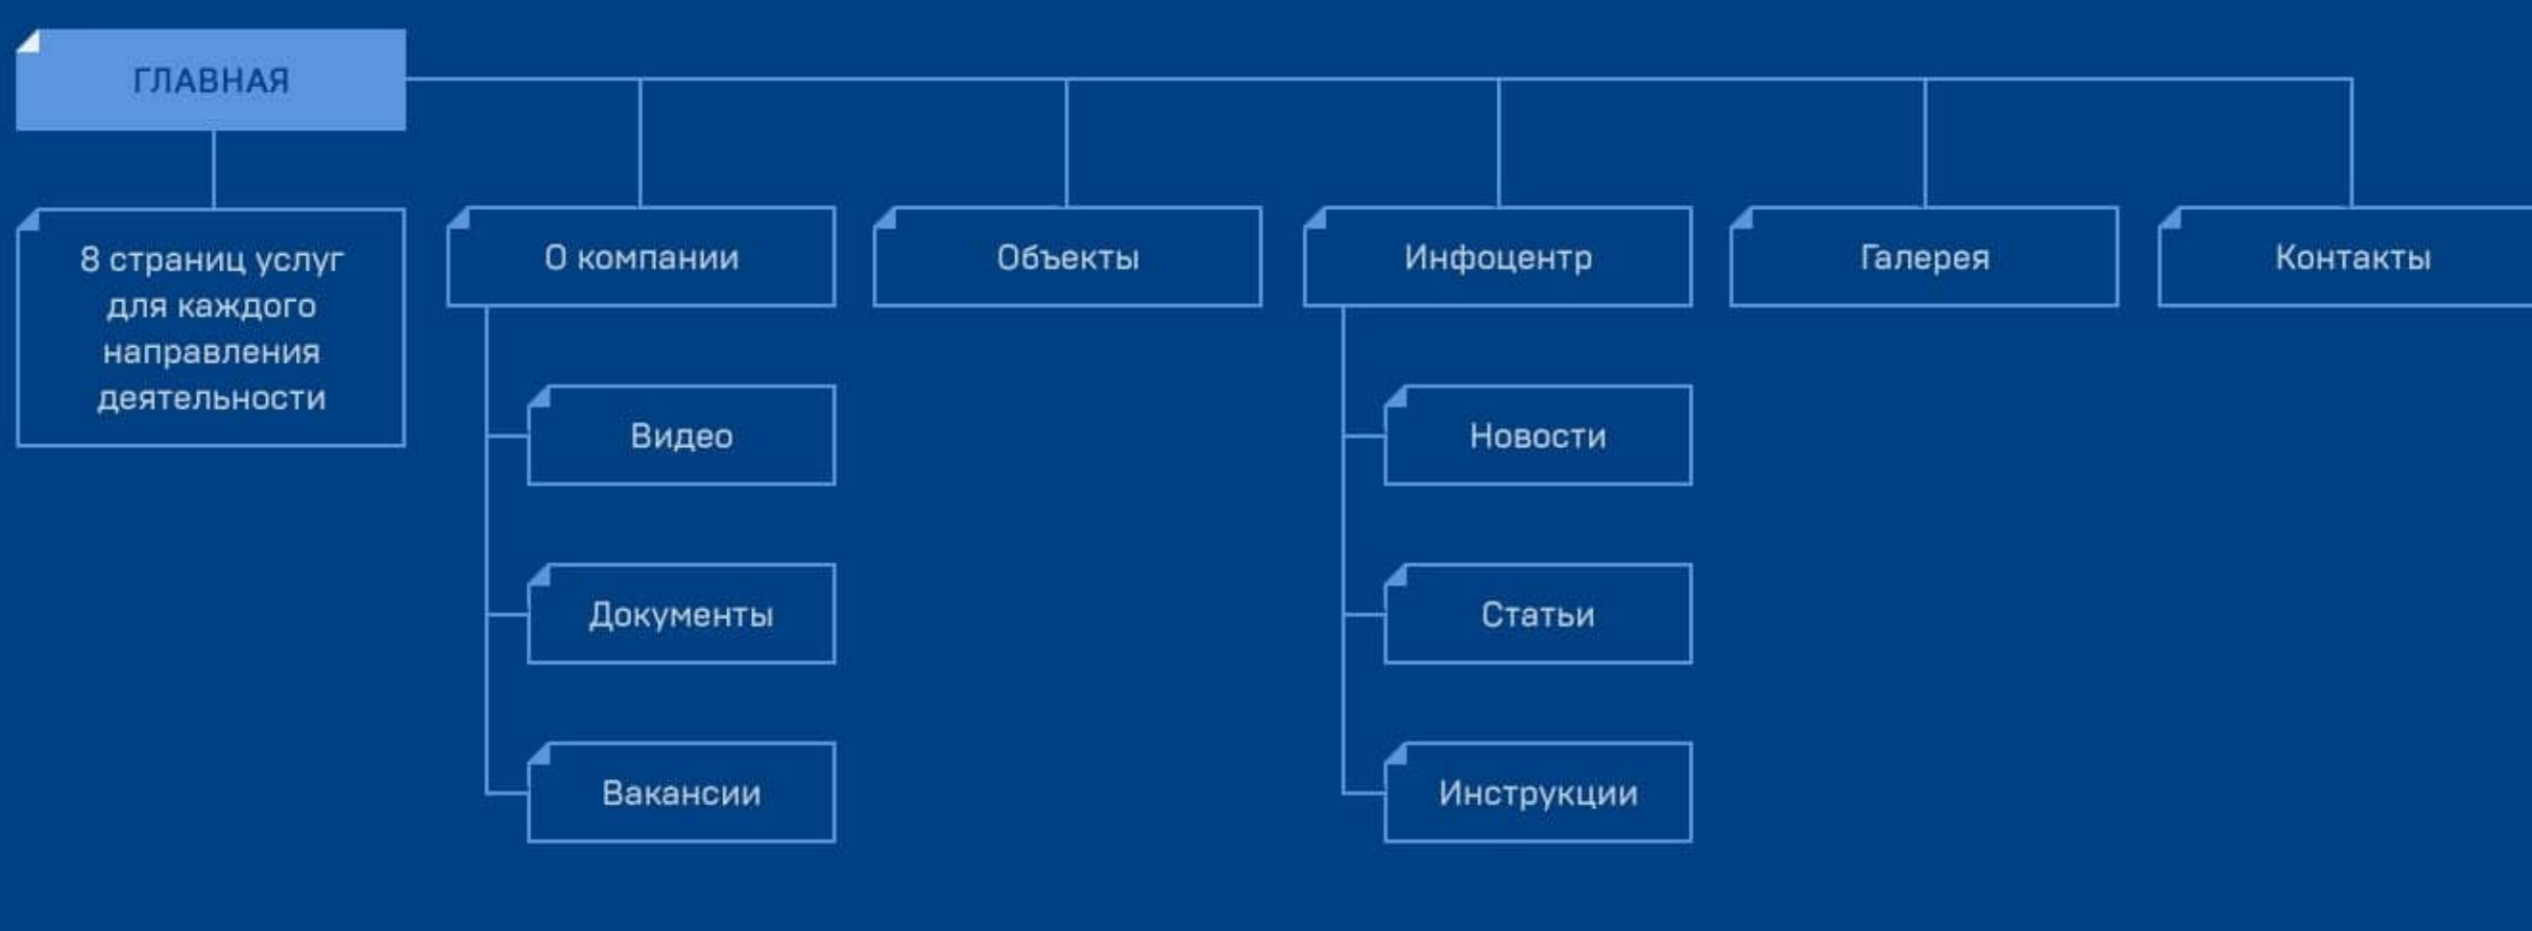 ГЛАВНАЯ
8 страниц услуг
для каждого
направления
деятельности
О компании
Объекты
Инфоцентр
Галерея
Контакты
Видео
Документы
Вакансии
Новости
Статьи
Инструкции